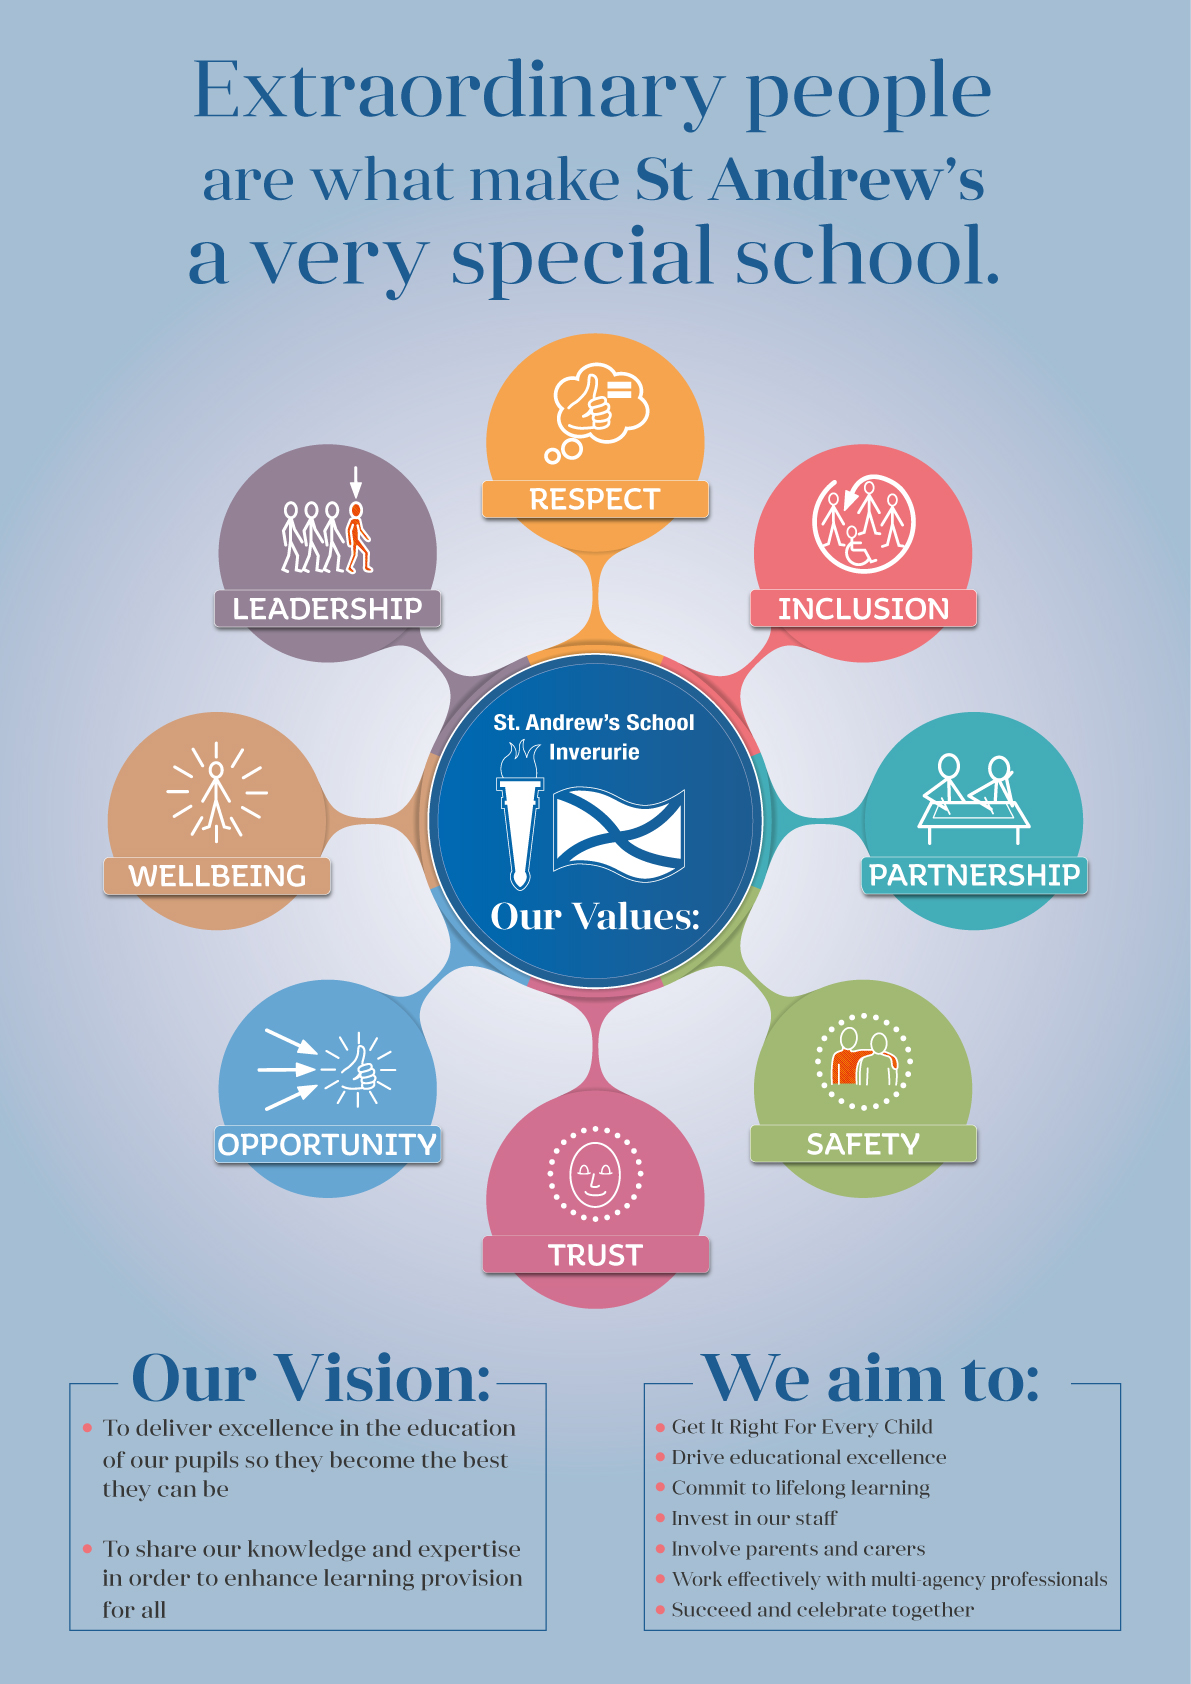 Extraordinary people
are what make St Andrew's
a very special school.
RESPECT
LEADERSHIP
INCLUSION
St. Andrew's School
Inverurie
WELLBEING
PARTNERSHIP
Our Values:
OPPORTUNITY
SAFETY
TRUST
Our Vision:
• To deliver excellence in the education
of our pupils so they become the best
they can be
• To share our knowledge and expertise
in order to enhance learning provision
for all
We aim to:
• Get It Right For Every Child
• Drive educational excellence
• Commit to lifelong learning
• Invest in our staff
• Involve parents and carers
• Work effectively with multi-agency professionals
• Succeed and celebrate together